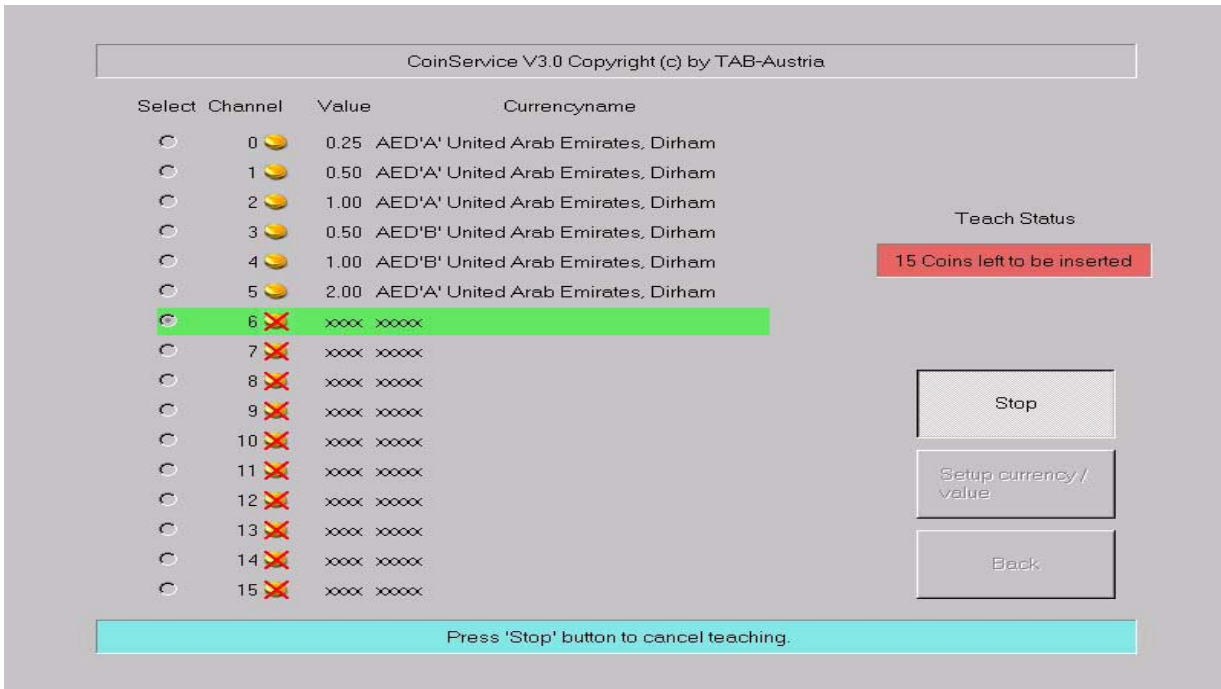 CoinService V3.0 Copyright (c) by TAB-Austria
Select Channel Value Currencyname
0 0.25 AED'A' United Arab Emirates, Dirham
1 0.50 AED'A' United Arab Emirates, Dirham
2 1.00 AED'A' United Arab Emirates, Dirham
3 0.50 AED'B' United Arab Emirates, Dirham
4 1.00 AED'B' United Arab Emirates, Dirham
5 2.00 AED'A' United Arab Emirates, Dirham
6 xxxx xxxxx
7 xxxx xxxxx
8 xxxx xxxxx
9 xxxx xxxxx
10 xxxx xxxxx
11 xxxx xxxxx
12 xxxx xxxxx
13 xxxx xxxxx
14 xxxx xxxxx
15 xxxx xxxxx
Teach Status
15 Coins left to be inserted
Stop
Setup currency /
value
Back
Press 'Stop' button to cancel teaching.